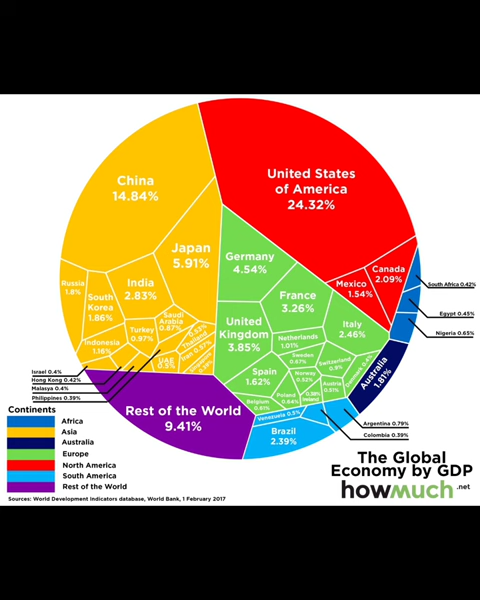 United States
of America
24.32%
China
14.84%
Japan
5.91%
Germany
4.54%
Canada
2.09%
Mexico
1.54%
South Africa 0.42%
Egypt 0.45%
Nigeria 0.65%
Russia
1.8%
South
Korea
1.86%
India
2.83%
France
3.26%
Saudi
Arabia
0.87%
Turkey
0.97%
United
Kingdom
3.85%
Italy
2.46%
Netherlands
1.01%
Indonesia
1.16%
Thailand
Iran
UAE
0.5%
Sweden
0.67%
Switzerland
0.9%
Spain
1.62%
Norway
0.52%
Austria
0.51%
Poland
0.64%
Ireland
Belgium
0.61%
Australia
1.81%
Israel 0.4%
Hong Kong 0.42%
Malasya 0.4%
Philippines 0.39%
Rest of the World
9.41%
Venezuela 0.5%
Brazil
2.39%
Argentina 0.79%
Colombia 0.39%
Continents
Africa
Asia
Australia
Europe
North America
South America
Rest of the World
The Global
Economy by GDP
howmuch.net
Sources: World Development Indicators database, World Bank, 1 February 2017